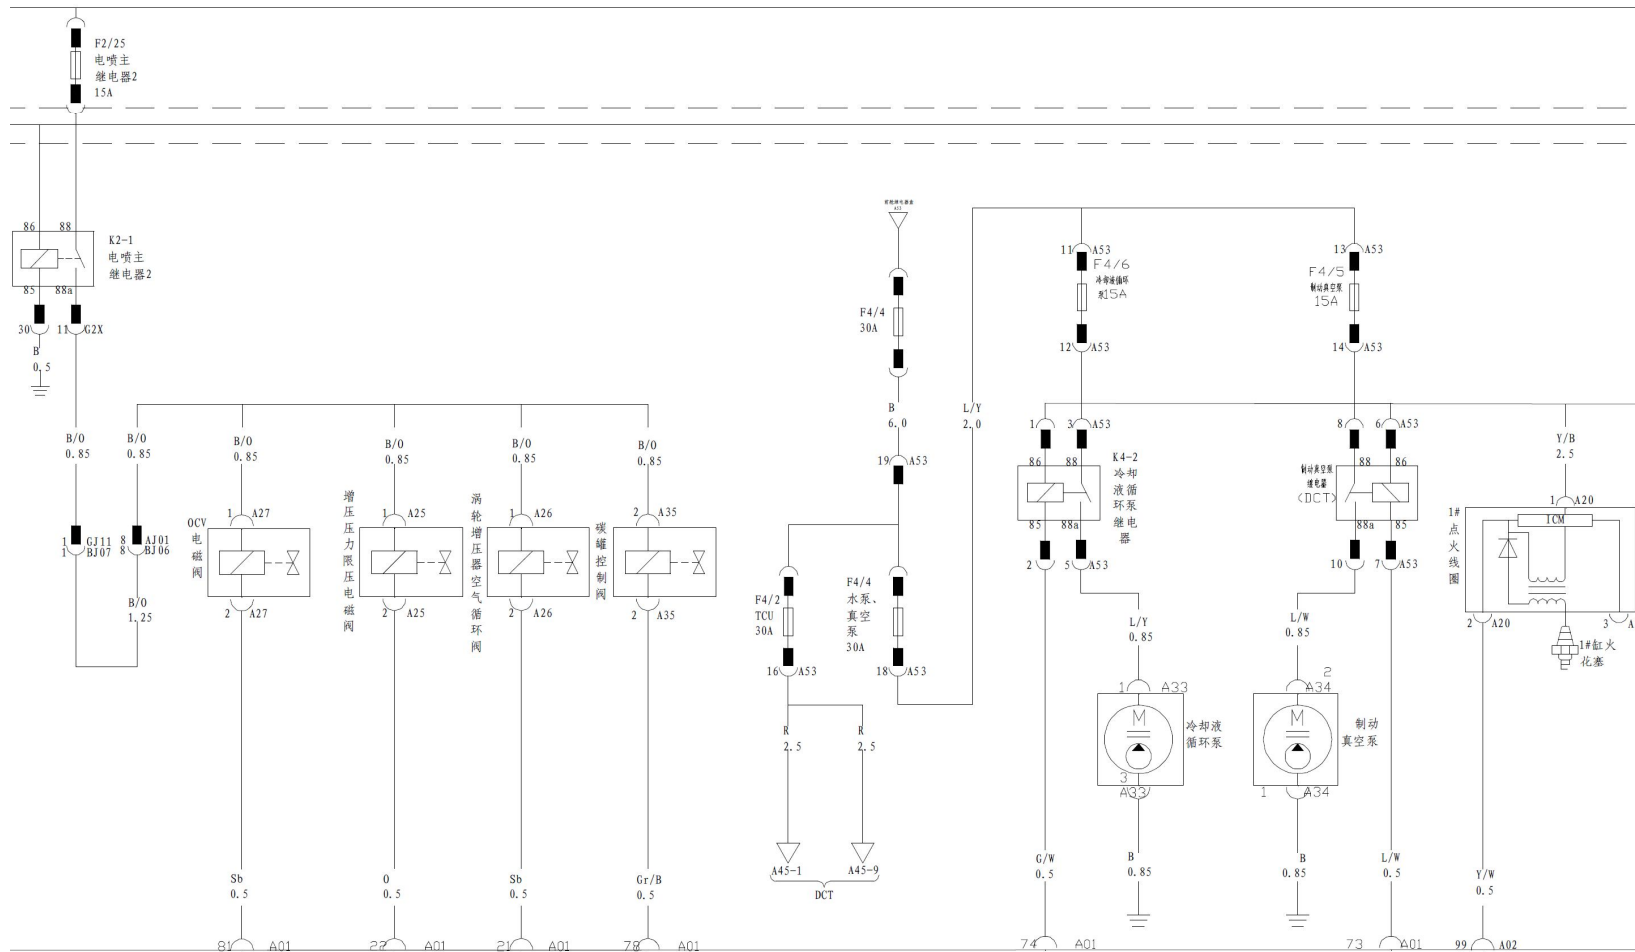 F2/25
电喷主
继电器2
15A
86
88
K2-1
电喷主
继电器2
85
88a
30
11
G2X
B
0.5
B/O
0.85
B/O
0.85
B/O
0.85
B/O
0.85
B/O
0.85
B/O
0.85
1
GJ11
1
BJ07
8
AJ01
8
BJ06
B/O
1.25
OCV
电磁阀
1
A27
2
A27
增压压力限压电磁阀
1
A25
2
A25
涡轮增压器空气循环阀
1
A26
2
A26
碳罐控制阀
2
A35
2
A35
Sb
0.5
O
0.5
Sb
0.5
Gr/B
0.5
81
A01
22
A01
21
A01
78
A01
A53
F4/4
30A
B
6.0
19
A53
L/Y
2.0
F4/2
TCU
30A
16
A53
F4/4
水泵、
真空
泵
30A
18
A53
R
2.5
R
2.5
A45-1
A45-9
DCT
11
A53
F4/6
冷却液循环
泵15A
12
A53
13
A53
F4/5
制动真空泵
15A
14
A53
1
3
A53
86
88
K4-2
冷却
液循
环泵
继电
器
85
88a
2
5
A53
8
6
A53
制动真空泵
继电器
(DCT)
88
86
88a
85
10
7
A53
L/Y
0.85
L/W
0.85
1
A33
M
冷却液
循环泵
3
A33
2
A34
M
制动
真空泵
1
A34
G/W
0.5
B
0.85
B
0.85
L/W
0.5
74
A01
73
A01
Y/B
2.5
1
A20
1#
点火线圈
ICM
2
A20
3
A
1#缸火
花塞
Y/W
0.5
99
A02